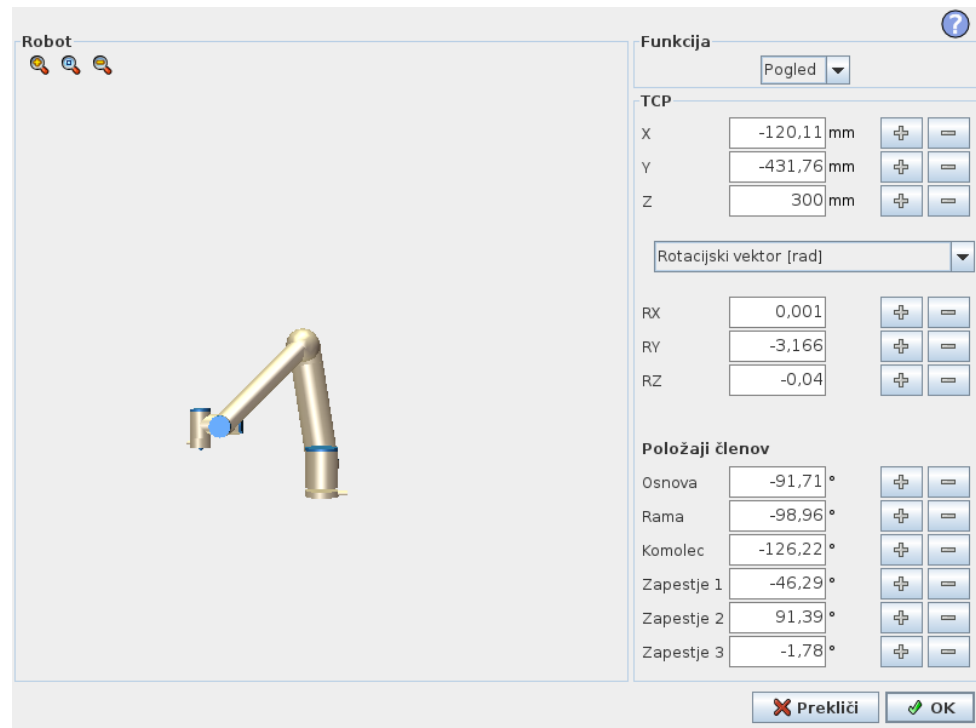 Robot
Funkcija
Pogled
TCP
X -120,11 mm
Y -431,76 mm
Z 300 mm
Rotacijski vektor [rad]
RX 0,001
RY -3,166
RZ -0,04
Položaji členov
Osnova -91,71 °
Rama -98,96 °
Komolec -126,22 °
Zapestje 1 -46,29 °
Zapestje 2 91,39 °
Zapestje 3 -1,78 °
Prekliči OK